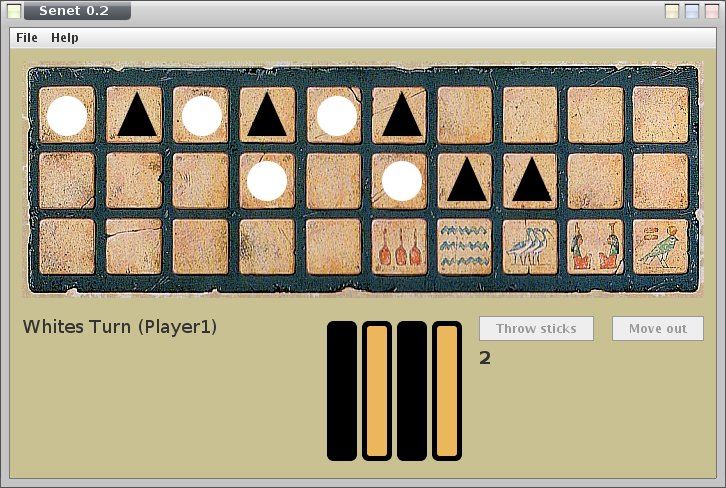 Senet 0.2
File Help
Whites Turn (Player1)
Throw sticks
Move out
2